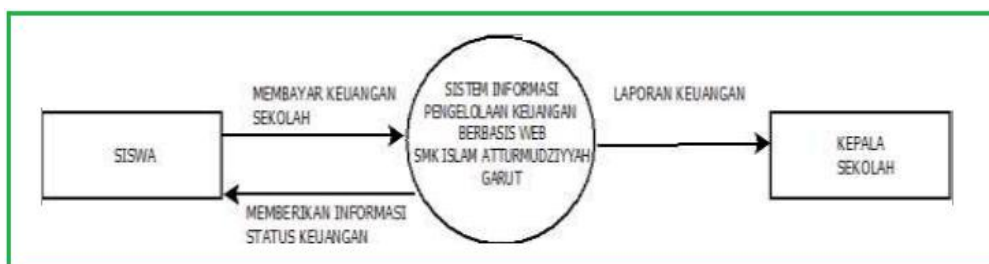 SISWA
MEMBAYAR KEUANGAN
SEKOLAH
MEMBERIKAN INFORMASI
STATUS KEUANGAN
SISTEM INFORMASI
PENGELOLAAN KEUANGAN
BERBASIS WEB
SMK ISLAM ATTURMUDZIYYAH
GARUT
LAPORAN KEUANGAN
KEPALA
SEKOLAH